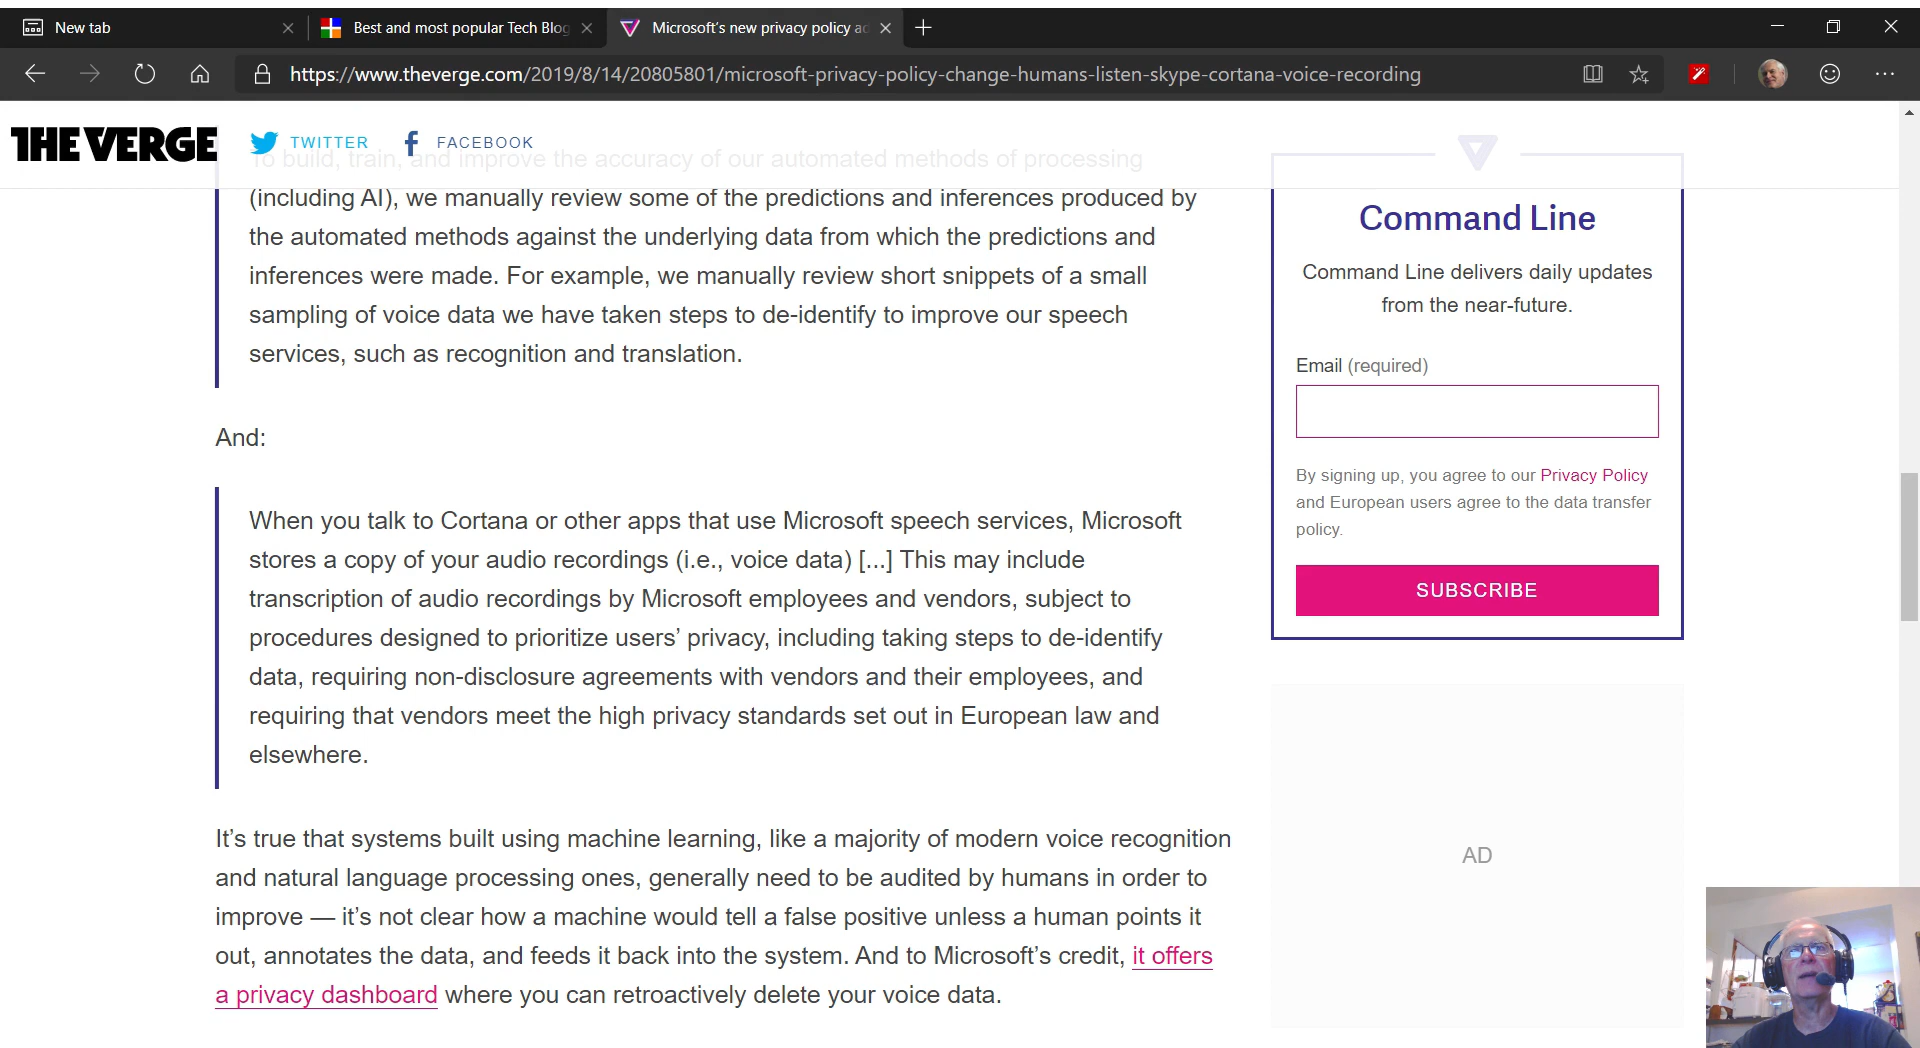 New tab
Best and most popular Tech Blog
Microsoft's new privacy policy ad
https://www.theverge.com/2019/8/14/20805801/microsoft-privacy-policy-change-humans-listen-skype-cortana-voice-recording
THE VERGE
TWITTER
FACEBOOK
To build, train, and improve the accuracy of our automated methods of processing
(including AI), we manually review some of the predictions and inferences produced by
the automated methods against the underlying data from which the predictions and
inferences were made. For example, we manually review short snippets of a small
sampling of voice data we have taken steps to de-identify to improve our speech
services, such as recognition and translation.
And:
When you talk to Cortana or other apps that use Microsoft speech services, Microsoft
stores a copy of your audio recordings (i.e., voice data) [...] This may include
transcription of audio recordings by Microsoft employees and vendors, subject to
procedures designed to prioritize users’ privacy, including taking steps to de-identify
data, requiring non-disclosure agreements with vendors and their employees, and
requiring that vendors meet the high privacy standards set out in European law and
elsewhere.
It’s true that systems built using machine learning, like a majority of modern voice recognition
and natural language processing ones, generally need to be audited by humans in order to
improve — it’s not clear how a machine would tell a false positive unless a human points it
out, annotates the data, and feeds it back into the system. And to Microsoft’s credit, it offers
a privacy dashboard where you can retroactively delete your voice data.
Command Line
Command Line delivers daily updates
from the near-future.
Email (required)
By signing up, you agree to our Privacy Policy
and European users agree to the data transfer
policy.
SUBSCRIBE
AD